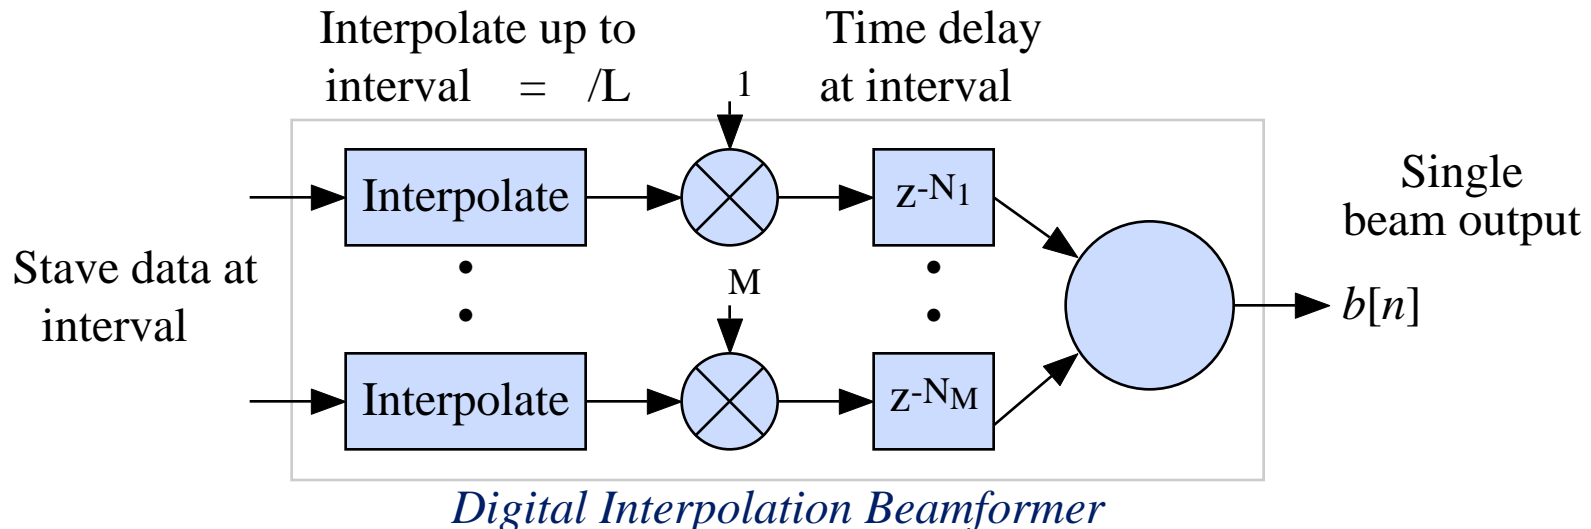 Interpolate up to
interval = /L
Time delay
at interval
1
Interpolate
z-N1
Single
beam output
Stave data at
interval
M
b[n]
Interpolate
z-NM
Digital Interpolation Beamformer